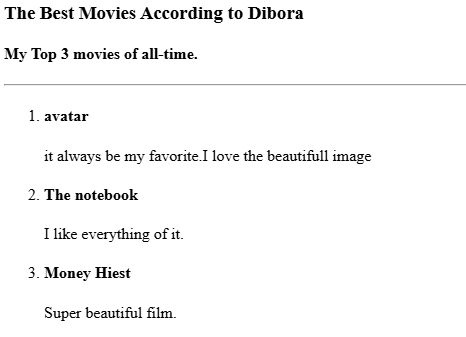 The Best Movies According to Dibora
My Top 3 movies of all-time.
1. avatar
it always be my favorite.I love the beautifull image
2. The notebook
I like everything of it.
3. Money Hiest
Super beautiful film.